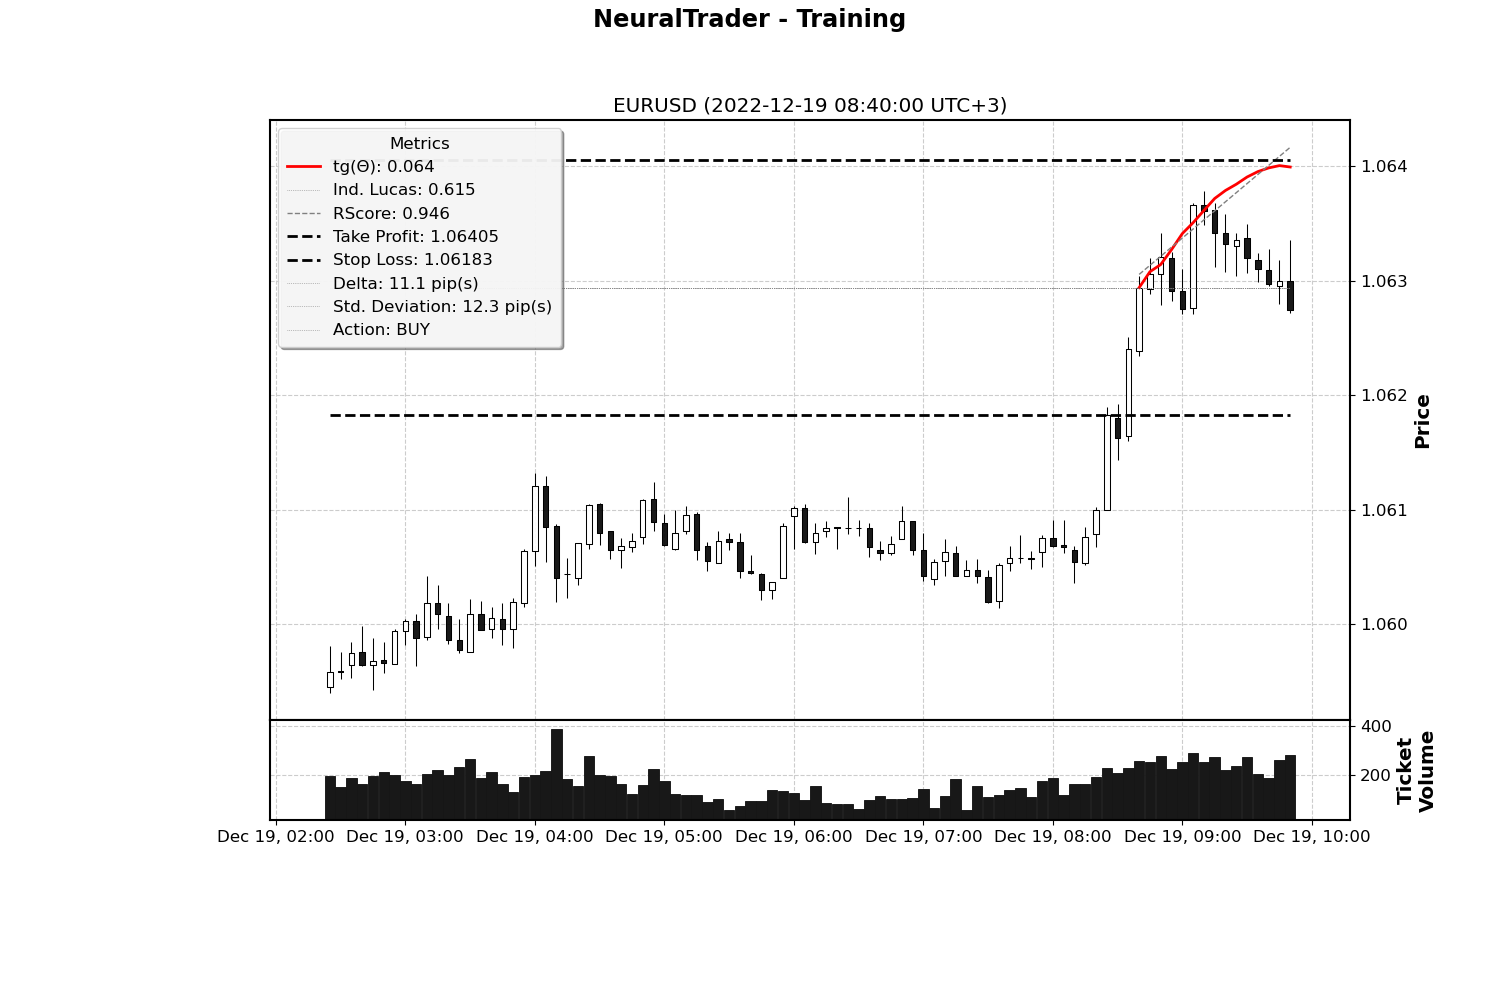 NeuralTrader - Training
EURUSD (2022-12-19 08:40:00 UTC+3)
Metrics
tg(Θ): 0.064
Ind. Lucas: 0.615
RScore: 0.946
Take Profit: 1.06405
Stop Loss: 1.06183
Delta: 11.1 pip(s)
Std. Deviation: 12.3 pip(s)
Action: BUY
1.064
1.063
1.062
1.061
1.060
Price
400
200
Ticket
Volume
Dec 19, 02:00 Dec 19, 03:00 Dec 19, 04:00 Dec 19, 05:00 Dec 19, 06:00 Dec 19, 07:00 Dec 19, 08:00 Dec 19, 09:00 Dec 19, 10:00